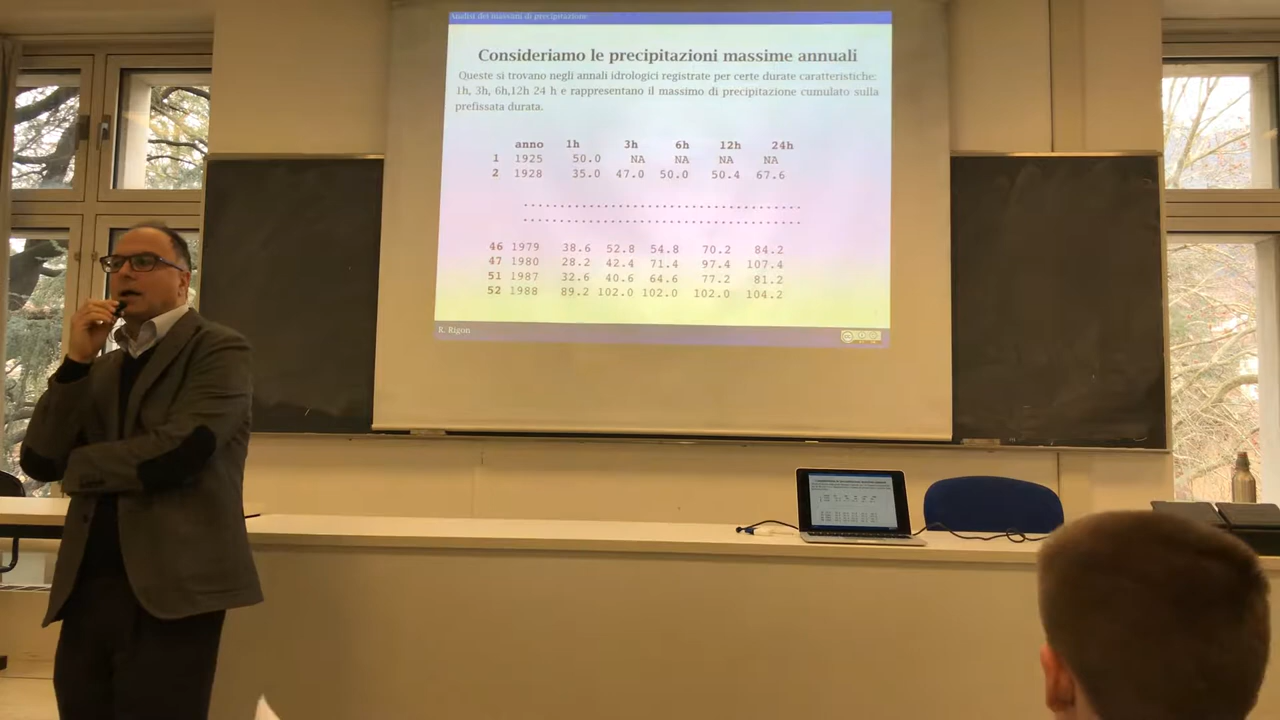 Analisi dei massimi di precipitazione
Consideriamo le precipitazioni massime annuali
Queste si trovano negli annali idrologici registrate per certe durate caratteristiche:
1h, 3h, 6h,12h 24 h e rappresentano il massimo di precipitazione cumulato sulla
prefissata durata.
anno 1h 3h 6h 12h 24h
1 1925 50.0 NA NA NA NA
2 1928 35.0 47.0 50.0 50.4 67.6
......................................
......................................
46 1979 38.6 52.8 54.8 70.2 84.2
47 1980 28.2 42.4 71.4 97.4 107.4
51 1987 32.6 40.6 64.6 77.2 81.2
52 1988 89.2 102.0 102.0 102.0 104.2
R. Rigon